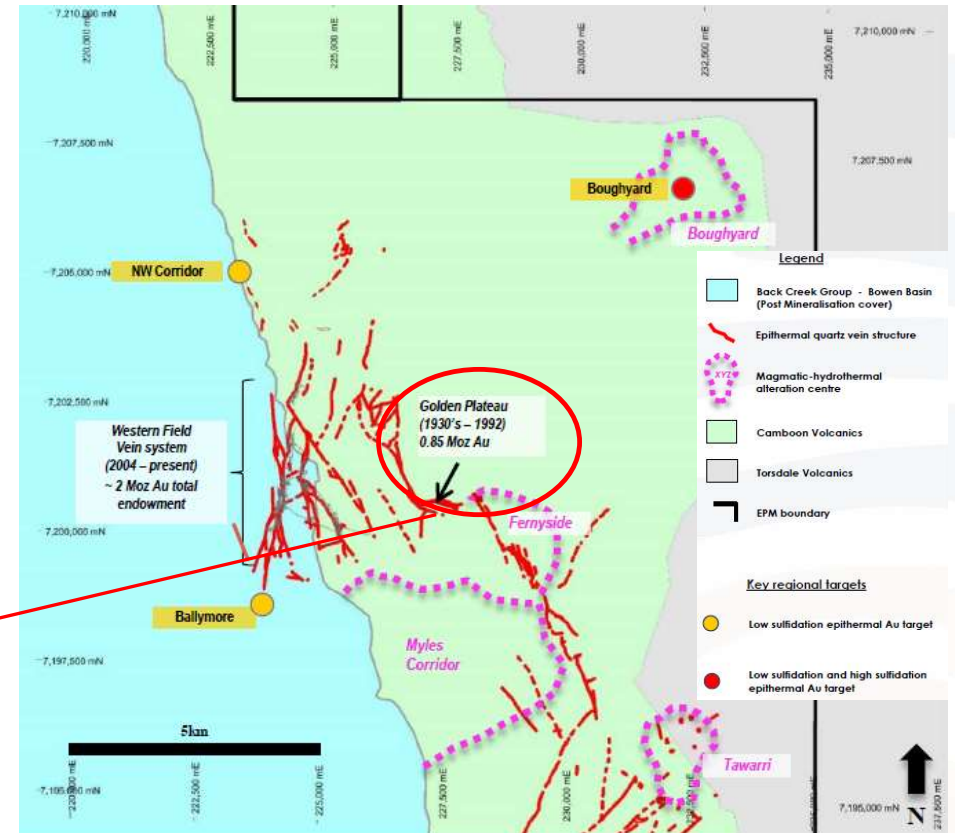 7,210,000 mN
220,000 mE
222,500 mE
225,000 mE
227,500 mE
230,000 mE
232,500 mE
235,000 mE
7,210,000 mN
7,207,500 mN
7,207,500 mN
Boughyard
Boughyard
7,205,000 mN
NW Corridor
Legend
Back Creek Group - Bowen Basin
(Post Mineralisation cover)
Epithermal quartz vein structure
XYZ
Magmatic-hydrothermal
alteration centre
Camboon Volcanics
Torsdale Volcanics
EPM boundary
Key regional targets
Low sulfidation epithermal Au target
Low sulfidation and high sulfidation
epithermal Au target
7,202,500 mN
Western Field
Vein system
(2004 – present)
~ 2 Moz Au total
endowment
Golden Plateau
(1930's – 1992)
0.85 Moz Au
7,200,000 mN
Fernyside
Ballymore
Myles
Corridor
7,197,500 mN
5km
Tawarri
7,195,000 mN
220,000 mE
222,500 mE
225,000 mE
227,500 mE
230,000 mE
7,195,000 mN
N
237,500 mE